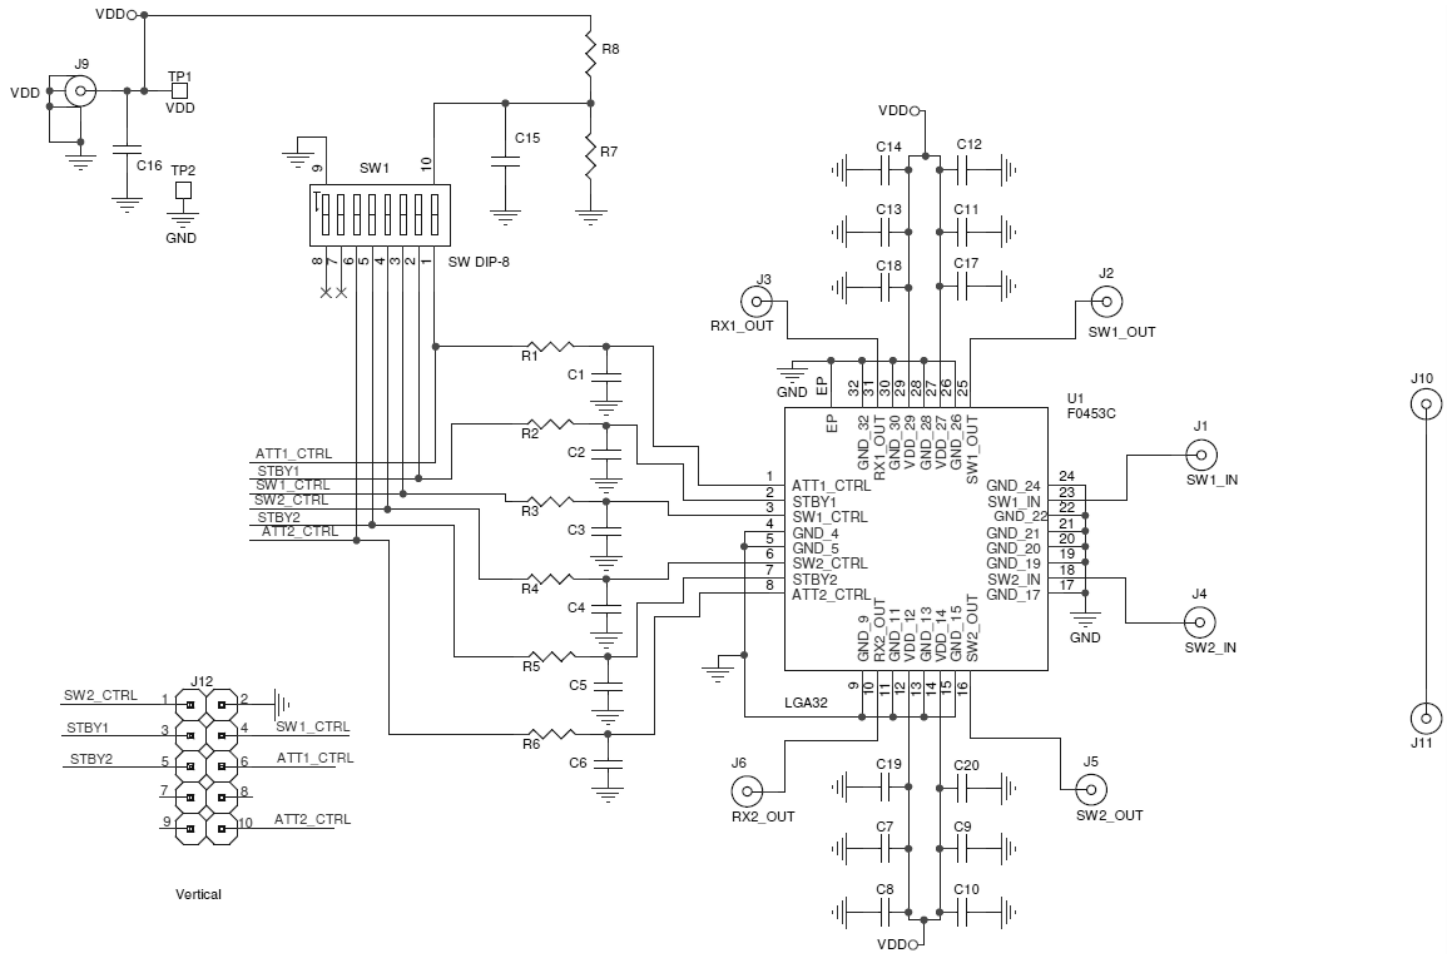 VDD
J9
VDD
TP1
VDD
C16
TP2
GND
R8
R7
C15
SW1
9
10
SW DIP-8
8
7
6
5
4
3
2
1
R1
C1
R2
C2
R3
C3
R4
C4
R5
C5
R6
C6
ATT1_CTRL
STBY1
SW1_CTRL
SW2_CTRL
STBY2
ATT2_CTRL
VDD
C14
C12
C13
C11
C18
C17
J3
RX1_OUT
J2
SW1_OUT
GND
EP
32
31
30
29
28
27
26
25
U1
F0453C
EP
GND_32
RX1_OUT
GND_30
VDD_29
GND_28
VDD_27
GND_26
SW1_OUT
1
ATT1_CTRL
2
STBY1
3
SW1_CTRL
4
GND_4
5
GND_5
6
SW2_CTRL
7
STBY2
8
ATT2_CTRL
24
GND_24
23
SW1_IN
22
GND_22
21
GND_21
20
GND_20
19
GND_19
18
SW2_IN
17
GND_17
GND
J1
SW1_IN
J4
SW2_IN
J10
J11
GND_9
RX2_OUT
GND_11
VDD_12
GND_13
VDD_14
GND_15
SW2_OUT
9
10
11
12
13
14
15
16
LGA32
J6
RX2_OUT
J5
SW2_OUT
C19
C20
C7
C9
C8
C10
VDD
J12
SW2_CTRL
1
2
STBY1
3
4
SW1_CTRL
STBY2
5
6
ATT1_CTRL
7
8
9
10
ATT2_CTRL
Vertical